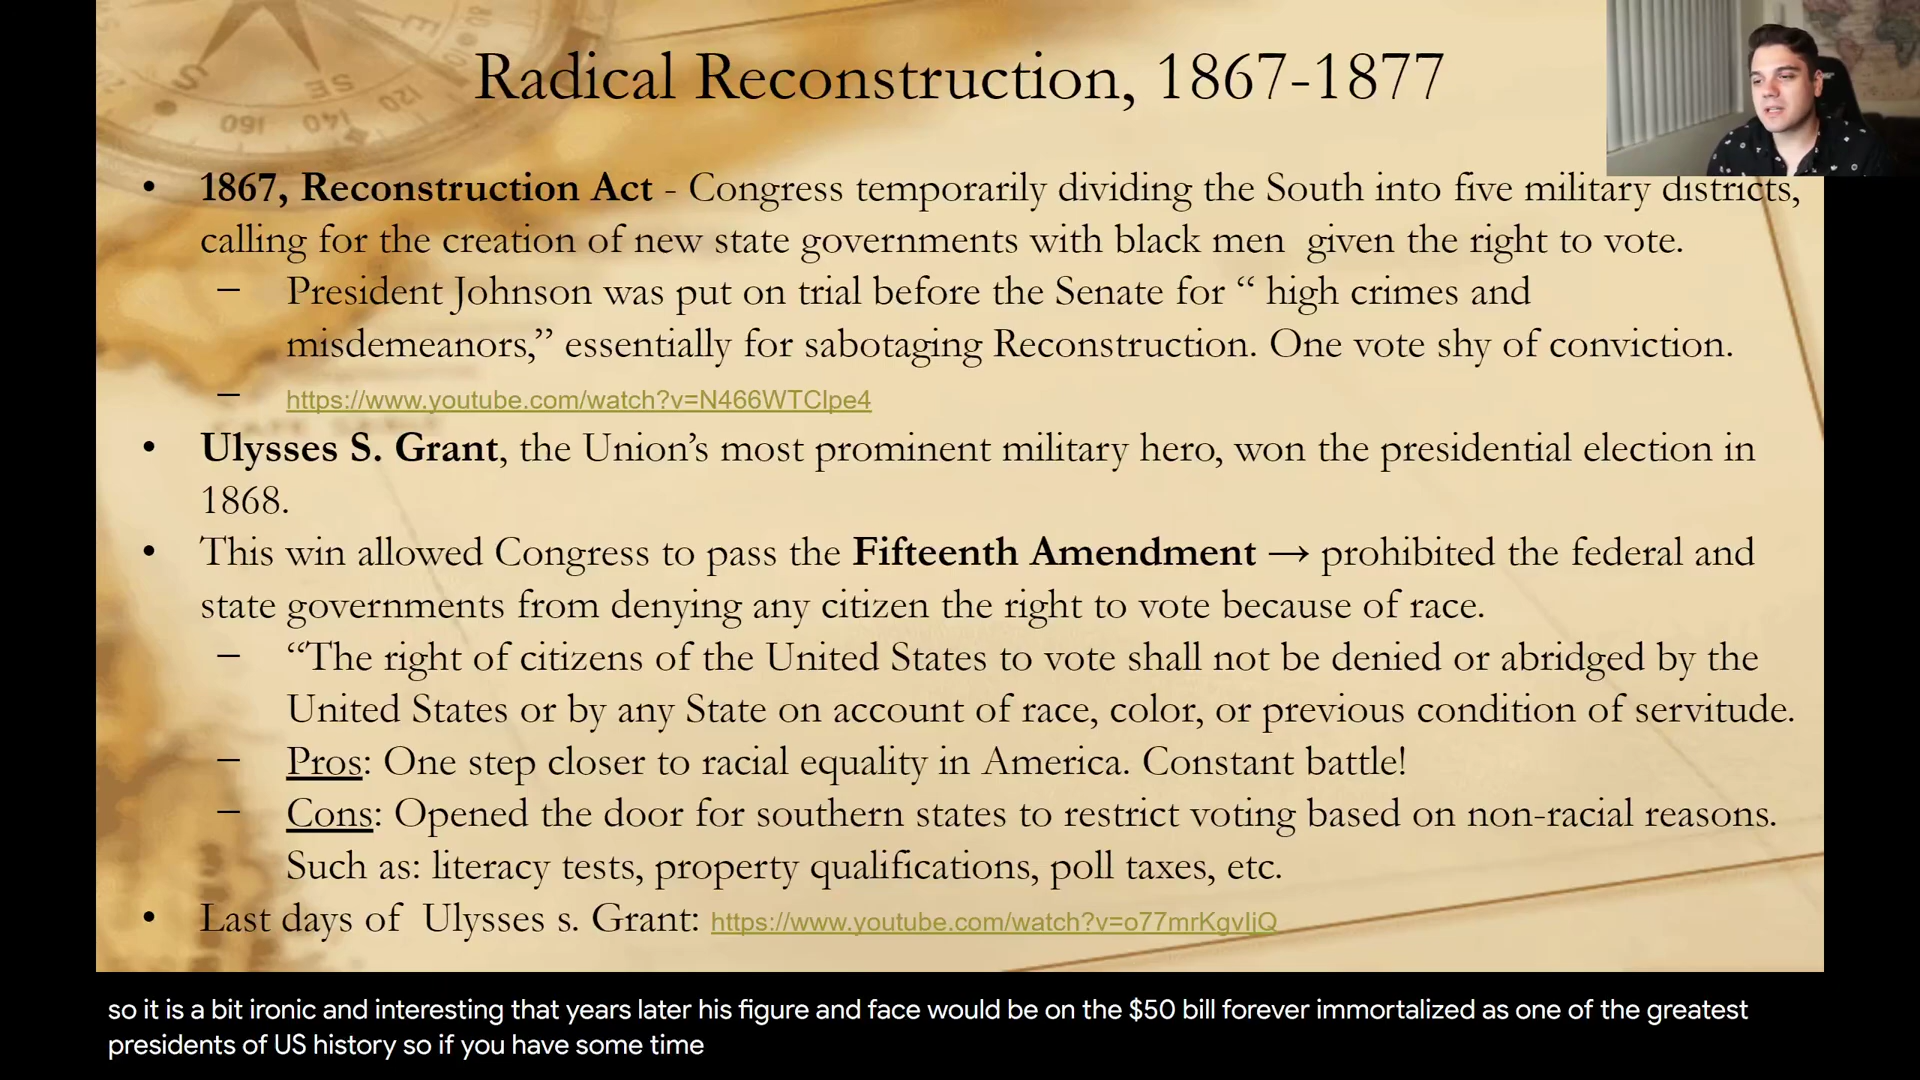 Radical Reconstruction, 1867-1877
• 1867, Reconstruction Act - Congress temporarily dividing the South into five military districts,
calling for the creation of new state governments with black men given the right to vote.
– President Johnson was put on trial before the Senate for “ high crimes and
misdemeanors,” essentially for sabotaging Reconstruction. One vote shy of conviction.
– https://www.youtube.com/watch?v=N466WTClpe4
• Ulysses S. Grant, the Union’s most prominent military hero, won the presidential election in
1868.
• This win allowed Congress to pass the Fifteenth Amendment → prohibited the federal and
state governments from denying any citizen the right to vote because of race.
– “The right of citizens of the United States to vote shall not be denied or abridged by the
United States or by any State on account of race, color, or previous condition of servitude.
– Pros: One step closer to racial equality in America. Constant battle!
– Cons: Opened the door for southern states to restrict voting based on non-racial reasons.
Such as: literacy tests, property qualifications, poll taxes, etc.
• Last days of Ulysses s. Grant: https://www.youtube.com/watch?v=o77mrKgvIjQ
so it is a bit ironic and interesting that years later his figure and face would be on the $50 bill forever immortalized as one of the greatest
presidents of US history so if you have some time
S
SE
160
140
120
E
80